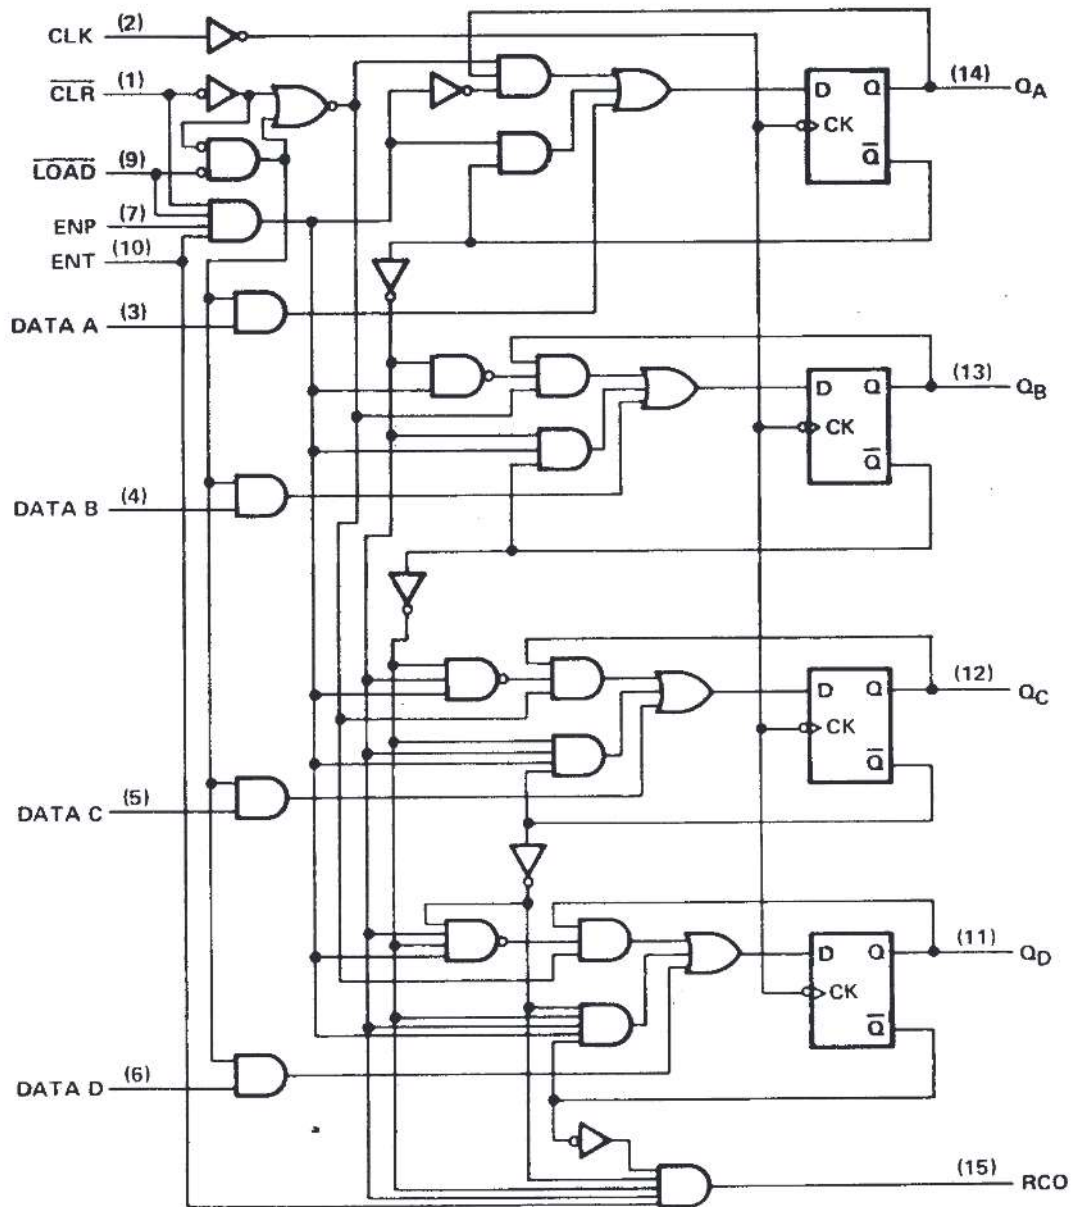 CLK (2)
CLR (1)
LOAD (9)
ENP (7)
ENT (10)
DATA A (3)
D Q (14) QA
CK
Q
D Q (13) QB
CK
Q
DATA B (4)
D Q (12) QC
CK
Q
DATA C (5)
D Q (11) QD
CK
Q
DATA D (6)
(15) RCO